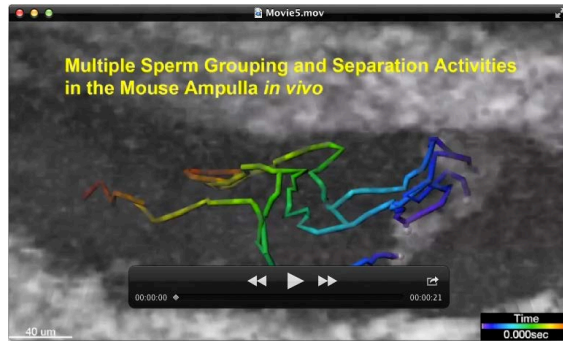 Movie5.mov
Multiple Sperm Grouping and Separation Activities
in the Mouse Ampulla in vivo
00:00:00
00:00:21
40 um
Time
0.000sec